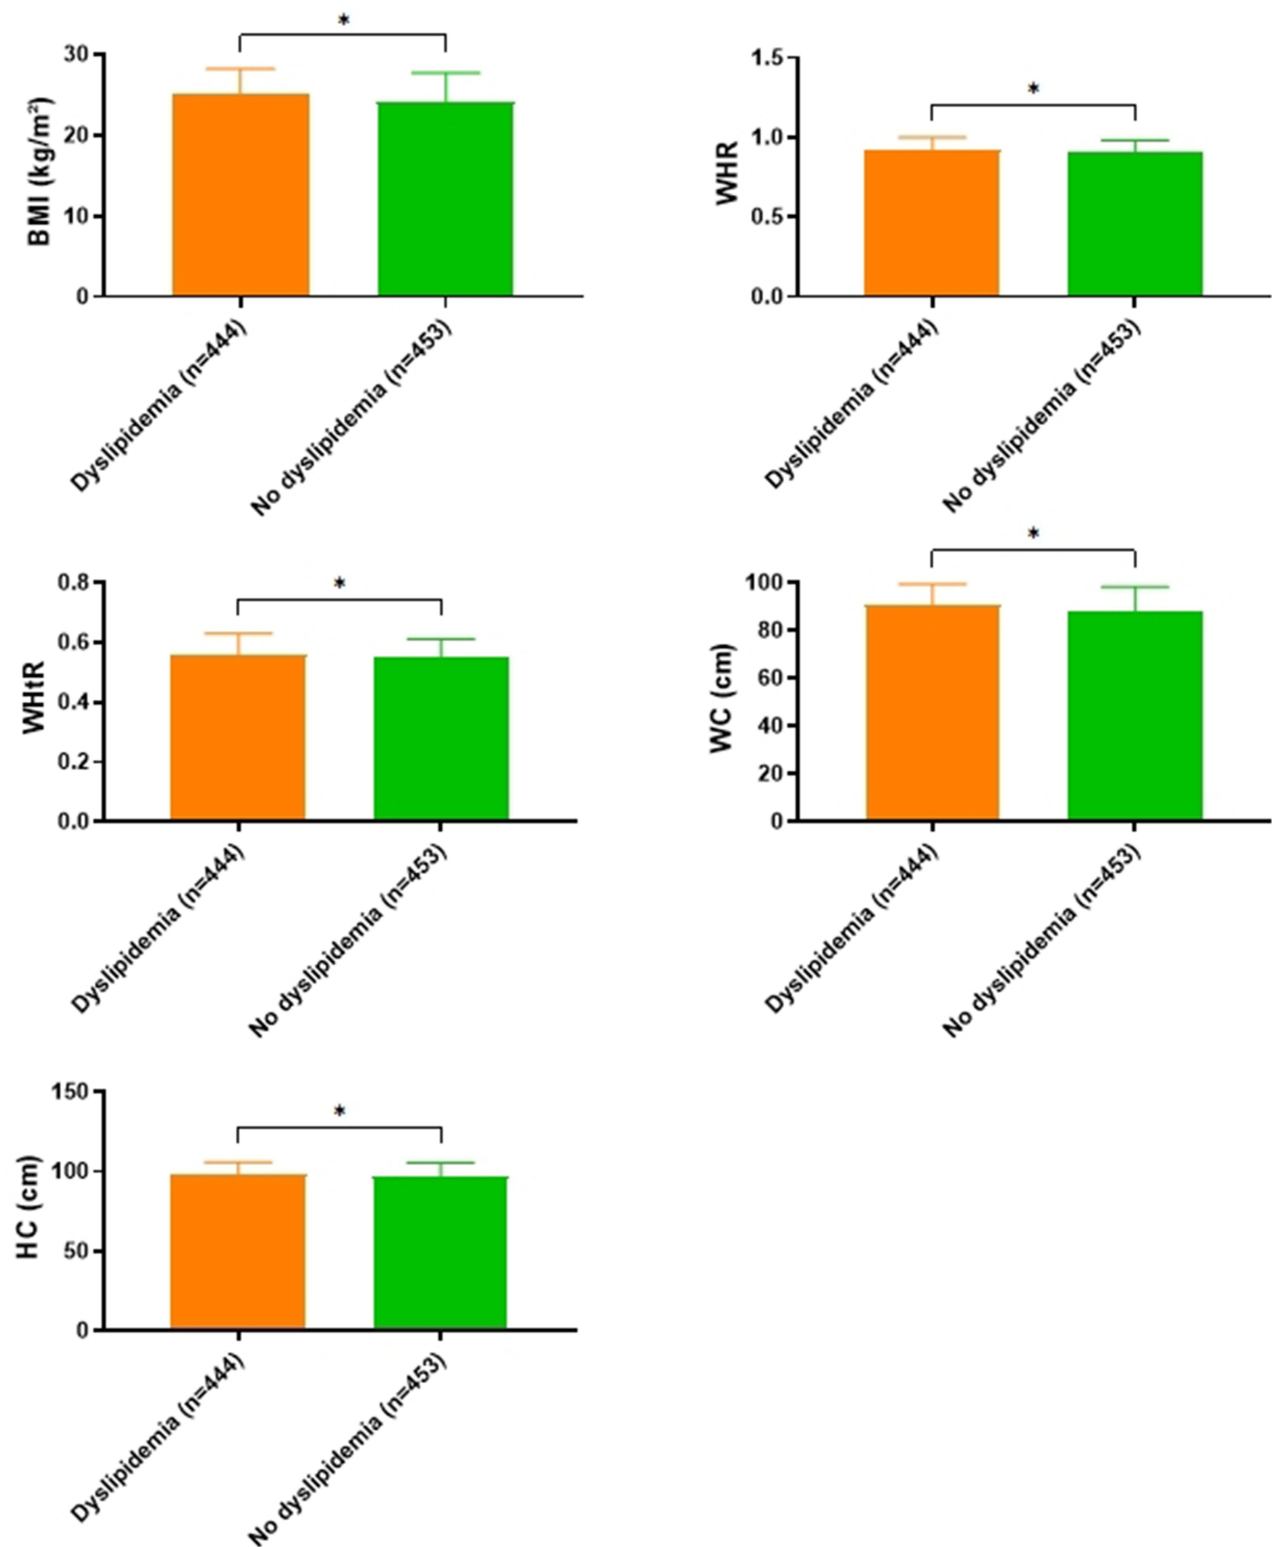 *
30
20
10
0
BMI (kg/m²)
Dyslipidemia (n=444)
No dyslipidemia (n=453)
*
1.5
1.0
0.5
0.0
WHR
Dyslipidemia (n=444)
No dyslipidemia (n=453)
*
0.8
0.6
0.4
0.2
0.0
WHtR
Dyslipidemia (n=444)
No dyslipidemia (n=453)
*
100
80
60
40
20
0
WC (cm)
Dyslipidemia (n=444)
No dyslipidemia (n=453)
*
150
100
50
0
HC (cm)
Dyslipidemia (n=444)
No dyslipidemia (n=453)